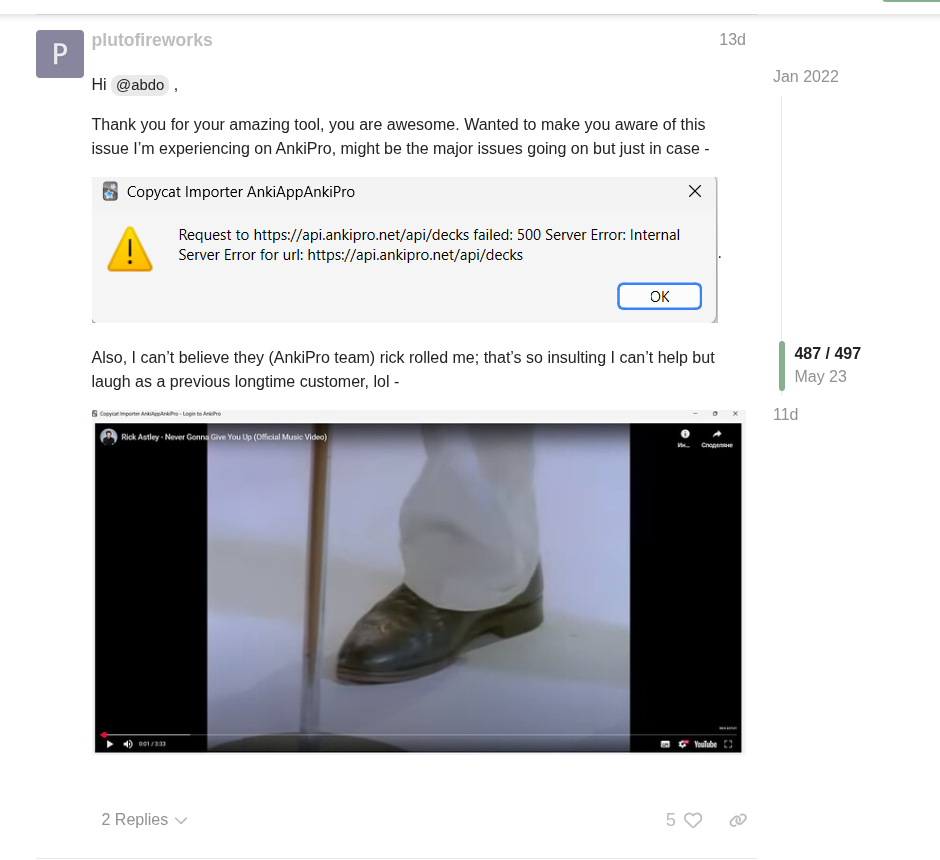 P
plutofireworks
13d
Hi @abdo ,
Thank you for your amazing tool, you are awesome. Wanted to make you aware of this
issue I’m experiencing on AnkiPro, might be the major issues going on but just in case -
Copycat Importer AnkiAppAnkiPro
Request to https://api.ankipro.net/api/decks failed: 500 Server Error: Internal
Server Error for url: https://api.ankipro.net/api/decks
.
OK
Also, I can’t believe they (AnkiPro team) rick rolled me; that’s so insulting I can’t help but
laugh as a previous longtime customer, lol -
Copycat Importer AnkiAppAnkiPro - Login to AnkiPro
Rick Astley - Never Gonna Give You Up (Official Music Video)
Ин...
Споделяне
0:01 / 3:33
YouTube
2 Replies
5
Jan 2022
487 / 497
May 23
11d